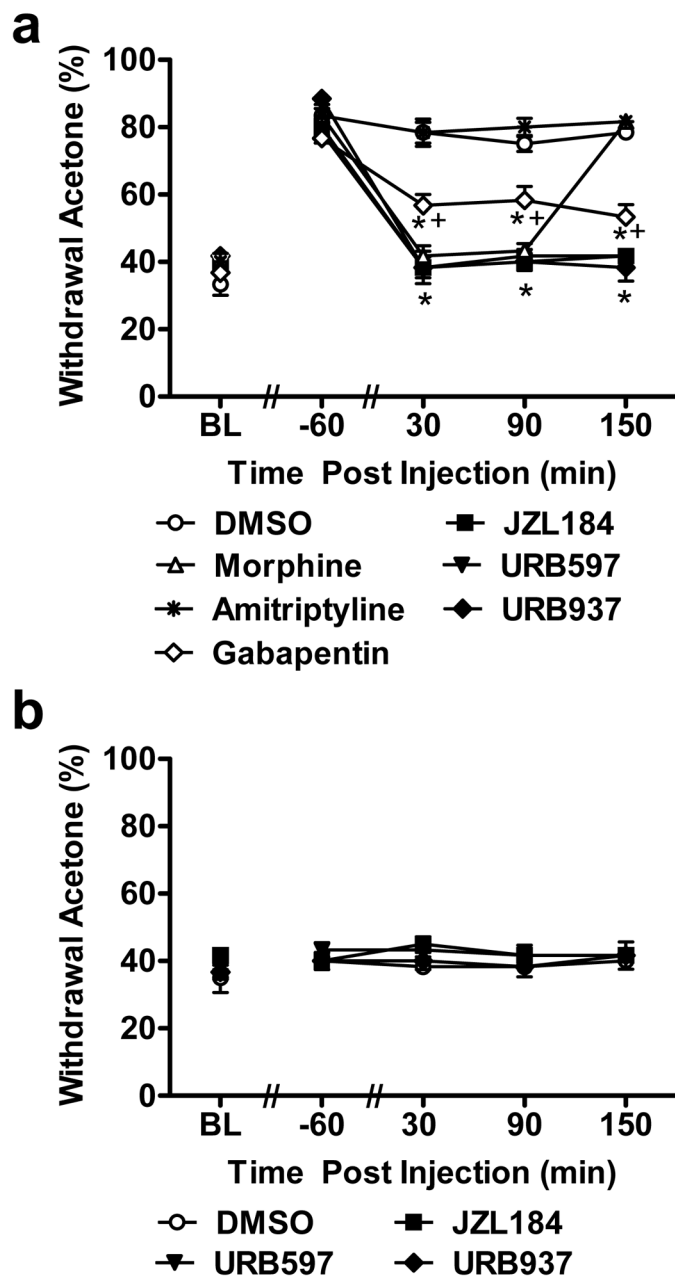 a
Withdrawal Acetone (%)
100
80
60
40
20
0
*+ *+ *+
* * *
BL -60 30 90 150
Time Post Injection (min)
DMSO JZL184
Morphine URB597
Amitriptyline URB937
Gabapentin
b
Withdrawal Acetone (%)
100
80
60
40
20
0
BL -60 30 90 150
Time Post Injection (min)
DMSO JZL184
URB597 URB937